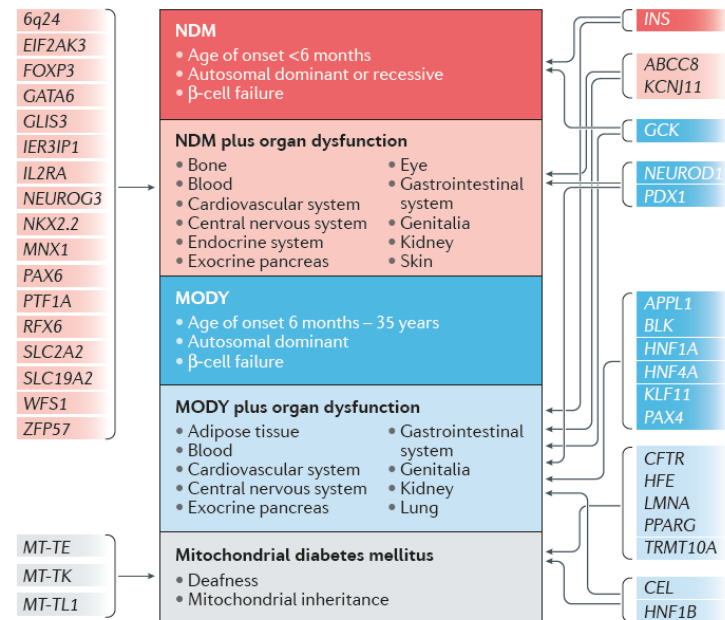 6q24
EIF2AK3
FOXP3
GATA6
GLIS3
IER3IP1
IL2RA
NEUROG3
NKX2.2
MNX1
PAX6
PTF1A
RFX6
SLC2A2
SLC19A2
WFS1
ZFP57
MT-TE
MT-TK
MT-TL1
NDM
• Age of onset <6 months
• Autosomal dominant or recessive
• β-cell failure
NDM plus organ dysfunction
• Bone
• Blood
• Cardiovascular system
• Central nervous system
• Endocrine system
• Exocrine pancreas
• Eye
• Gastrointestinal
system
• Genitalia
• Kidney
• Skin
MODY
• Age of onset 6 months – 35 years
• Autosomal dominant
• β-cell failure
MODY plus organ dysfunction
• Adipose tissue
• Blood
• Cardiovascular system
• Central nervous system
• Exocrine pancreas
• Gastrointestinal
system
• Genitalia
• Kidney
• Lung
Mitochondrial diabetes mellitus
• Deafness
• Mitochondrial inheritance
INS
ABCC8
KCNJ11
GCK
NEUROD1
PDX1
APPL1
BLK
HNF1A
HNF4A
KLF11
PAX4
CFTR
HFE
LMNA
PPARG
TRMT10A
CEL
HNF1B